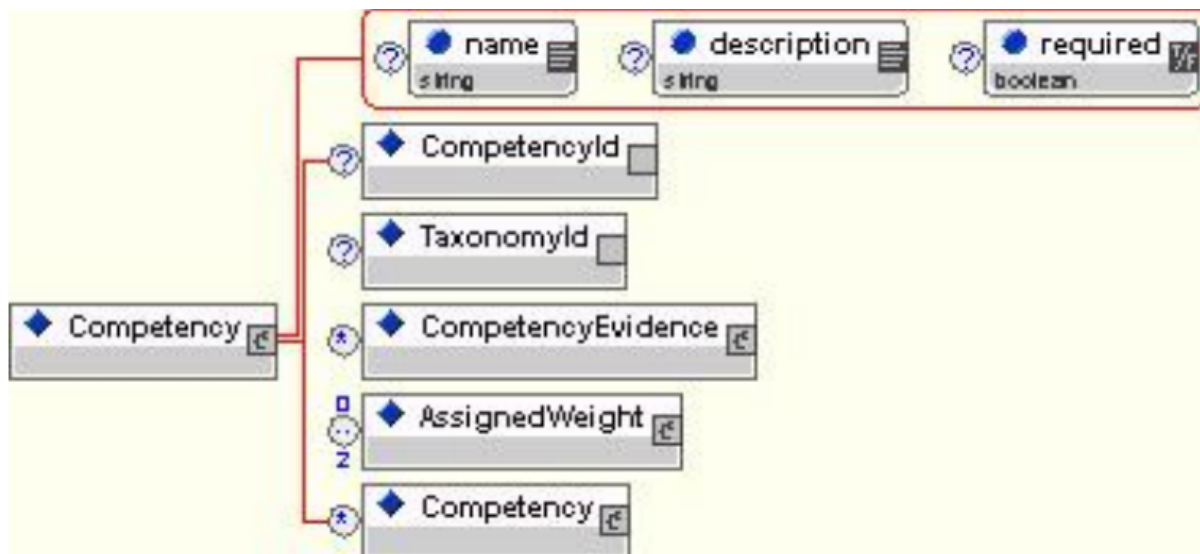 ? name ? description ? required T/F
string string boolean
? CompetencyId
? TaxonomyId
Competency
* CompetencyEvidence
0
.. AssignedWeight
2
* Competency